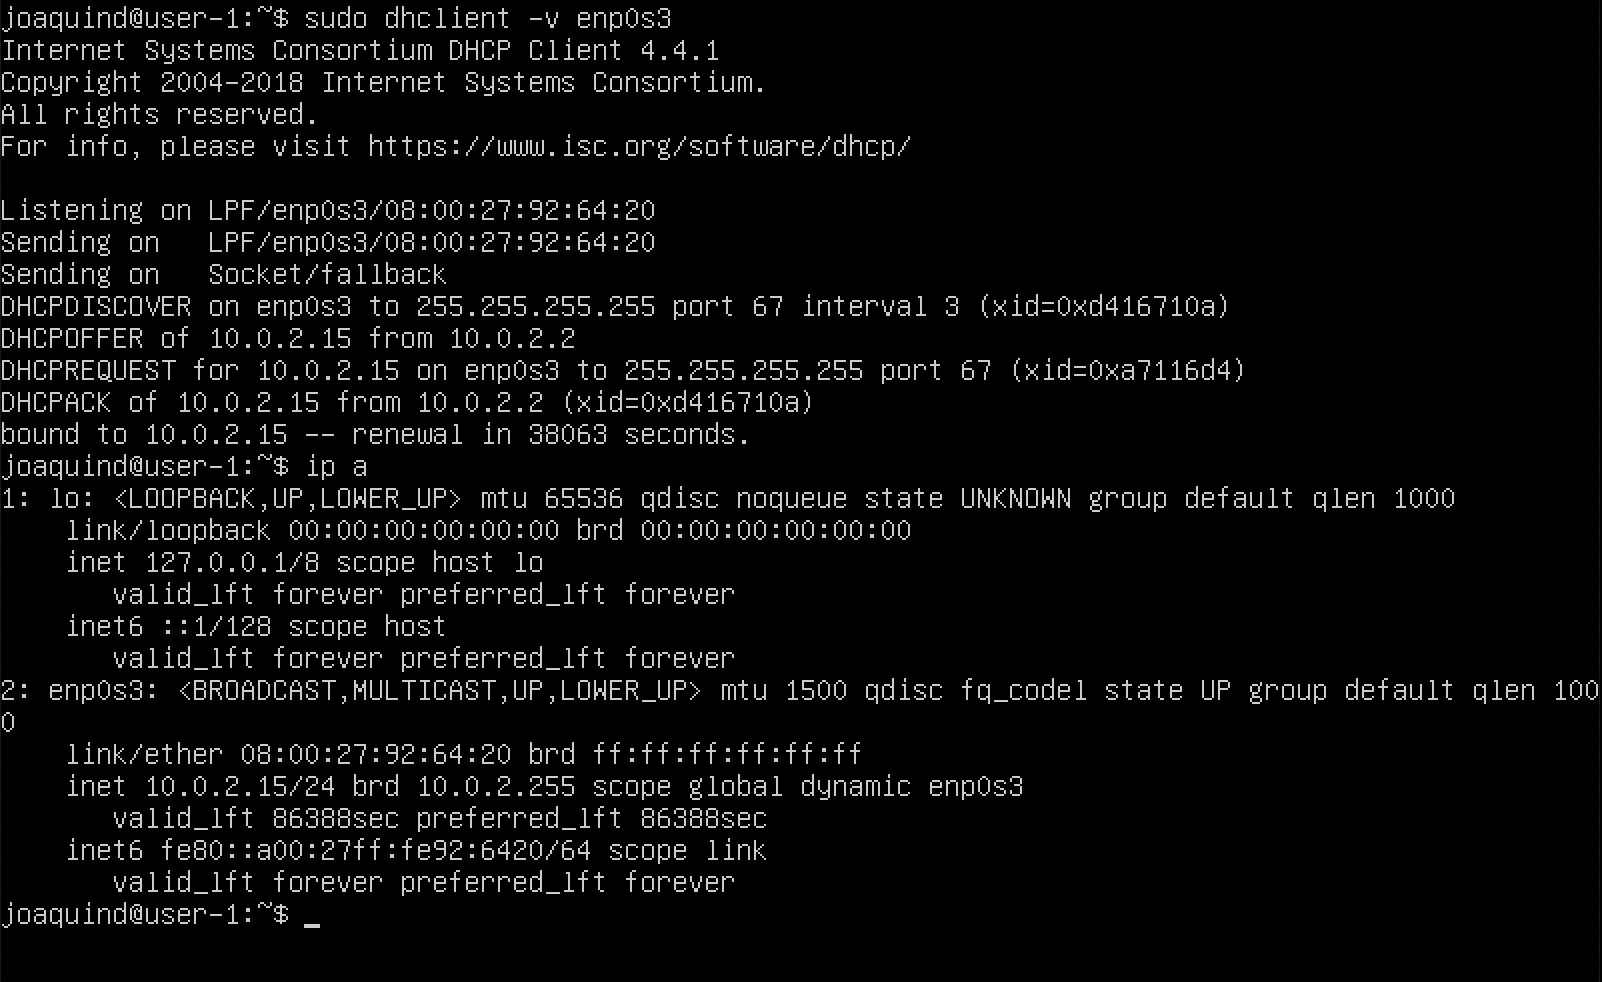 joaquind@user-1:~$ sudo dhclient -v enp0s3
Internet Systems Consortium DHCP Client 4.4.1
Copyright 2004-2018 Internet Systems Consortium.
All rights reserved.
For info, please visit https://www.isc.org/software/dhcp/

Listening on LPF/enp0s3/08:00:27:92:64:20
Sending on   LPF/enp0s3/08:00:27:92:64:20
Sending on   Socket/fallback
DHCPDISCOVER on enp0s3 to 255.255.255.255 port 67 interval 3 (xid=0xd416710a)
DHCPOFFER of 10.0.2.15 from 10.0.2.2
DHCPREQUEST for 10.0.2.15 on enp0s3 to 255.255.255.255 port 67 (xid=0xa7116d4)
DHCPACK of 10.0.2.15 from 10.0.2.2 (xid=0xd416710a)
bound to 10.0.2.15 -- renewal in 38063 seconds.
joaquind@user-1:~$ ip a
1: lo: <LOOPBACK,UP,LOWER_UP> mtu 65536 qdisc noqueue state UNKNOWN group default qlen 1000
    link/loopback 00:00:00:00:00:00 brd 00:00:00:00:00:00
    inet 127.0.0.1/8 scope host lo
       valid_lft forever preferred_lft forever
    inet6 ::1/128 scope host
       valid_lft forever preferred_lft forever
2: enp0s3: <BROADCAST,MULTICAST,UP,LOWER_UP> mtu 1500 qdisc fq_codel state UP group default qlen 100
0
    link/ether 08:00:27:92:64:20 brd ff:ff:ff:ff:ff:ff
    inet 10.0.2.15/24 brd 10.0.2.255 scope global dynamic enp0s3
       valid_lft 86388sec preferred_lft 86388sec
    inet6 fe80::a00:27ff:fe92:6420/64 scope link
       valid_lft forever preferred_lft forever
joaquind@user-1:~$ _